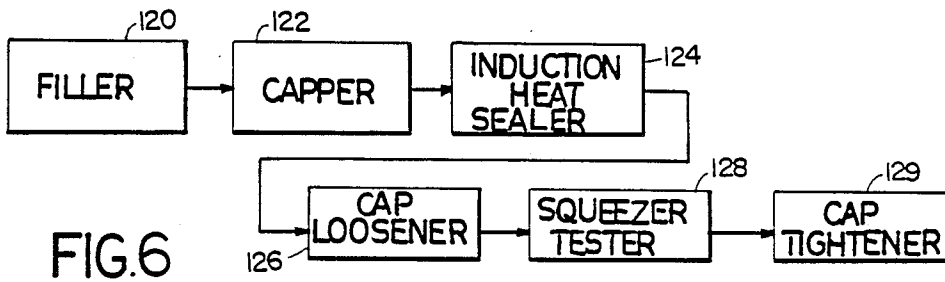 120
FILLER
122
CAPPER
124
INDUCTION
HEAT
SEALER
126
CAP
LOOSENER
128
SQUEEZER
TESTER
129
CAP
TIGHTENER
FIG.6